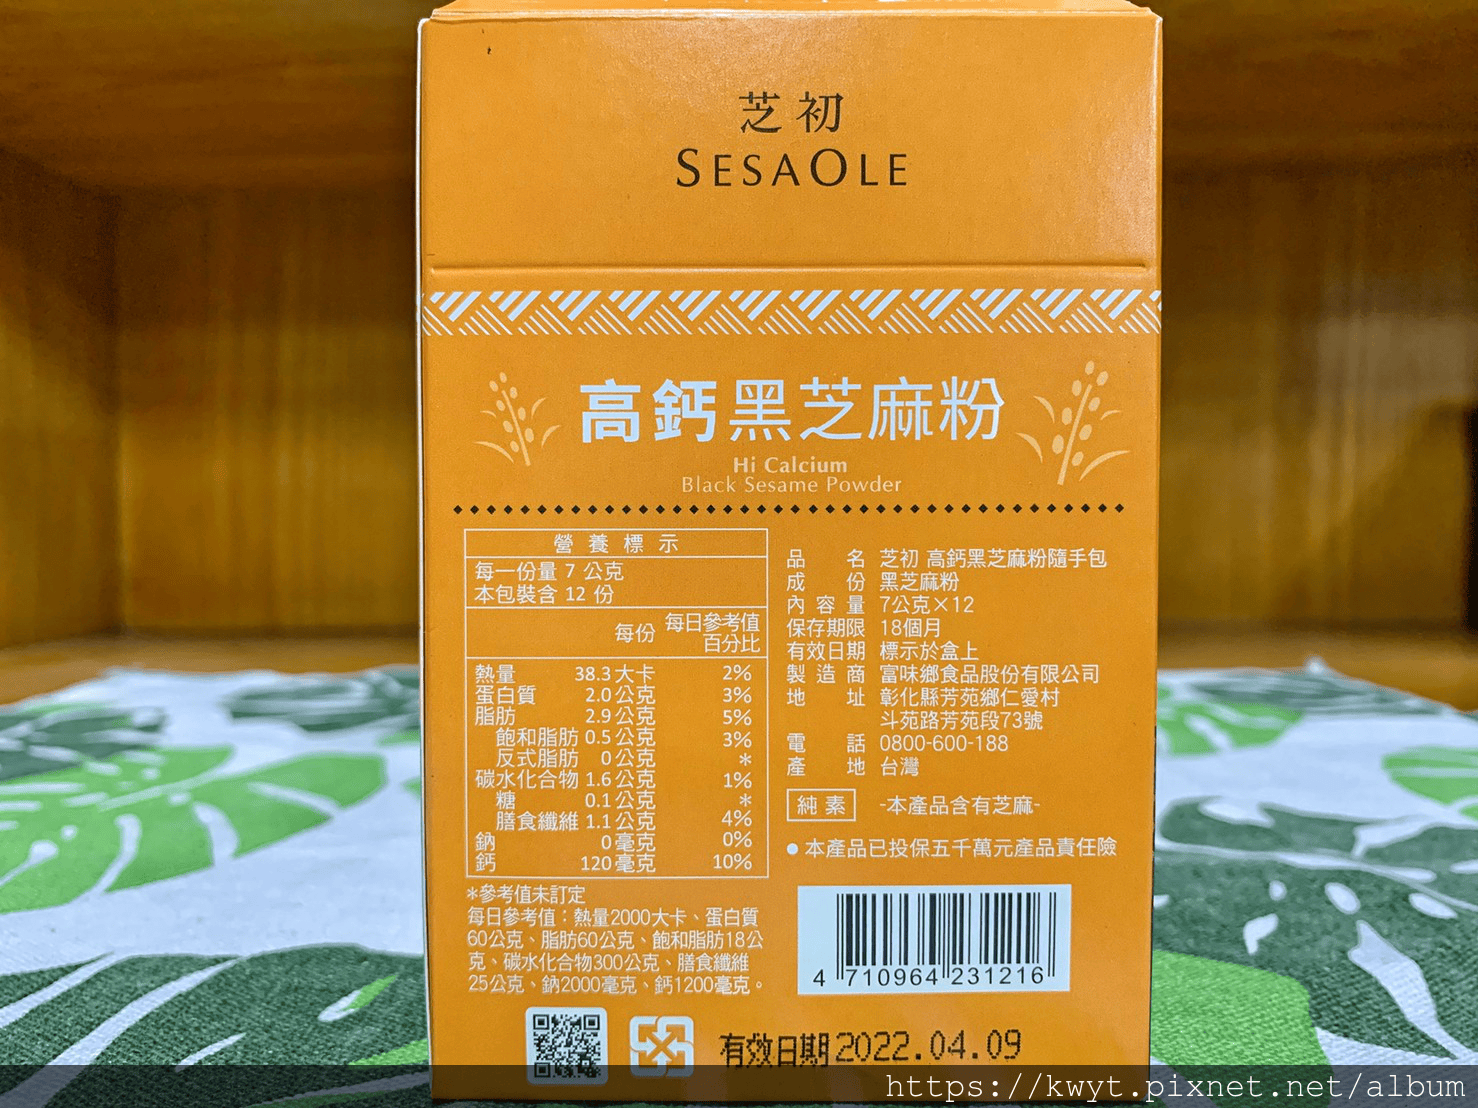 芝初
SESAOLE
高鈣黑芝麻粉
Hi Calcium
Black Sesame Powder
營養標示
每一份量 7 公克
本包裝含 12 份
每份 每日參考值百分比
熱量 38.3大卡 2%
蛋白質 2.0公克 3%
脂肪 2.9公克 5%
飽和脂肪 0.5公克 3%
反式脂肪 0公克 *
碳水化合物 1.6公克 1%
糖 0.1公克 *
膳食纖維 1.1公克 4%
鈉 0毫克 0%
鈣 120毫克 10%
*參考值未訂定
每日參考值：熱量2000大卡、蛋白質
60公克、脂肪60公克、飽和脂肪18公
克、碳水化合物300公克、膳食纖維
25公克、鈉2000毫克、鈣1200毫克。
品名 芝初 高鈣黑芝麻粉隨手包
成份 黑芝麻粉
內容量 7公克×12
保存期限 18個月
有效日期 標示於盒上
製造商 富味鄉食品股份有限公司
地址 彰化縣芳苑鄉仁愛村
斗苑路芳苑段73號
電話 0800-600-188
產地 台灣
純素 -本產品含有芝麻-
●本產品已投保五千萬元產品責任險
4 710964 231216
有效日期2022.04.09
https://kwyt.pixnet.net/album